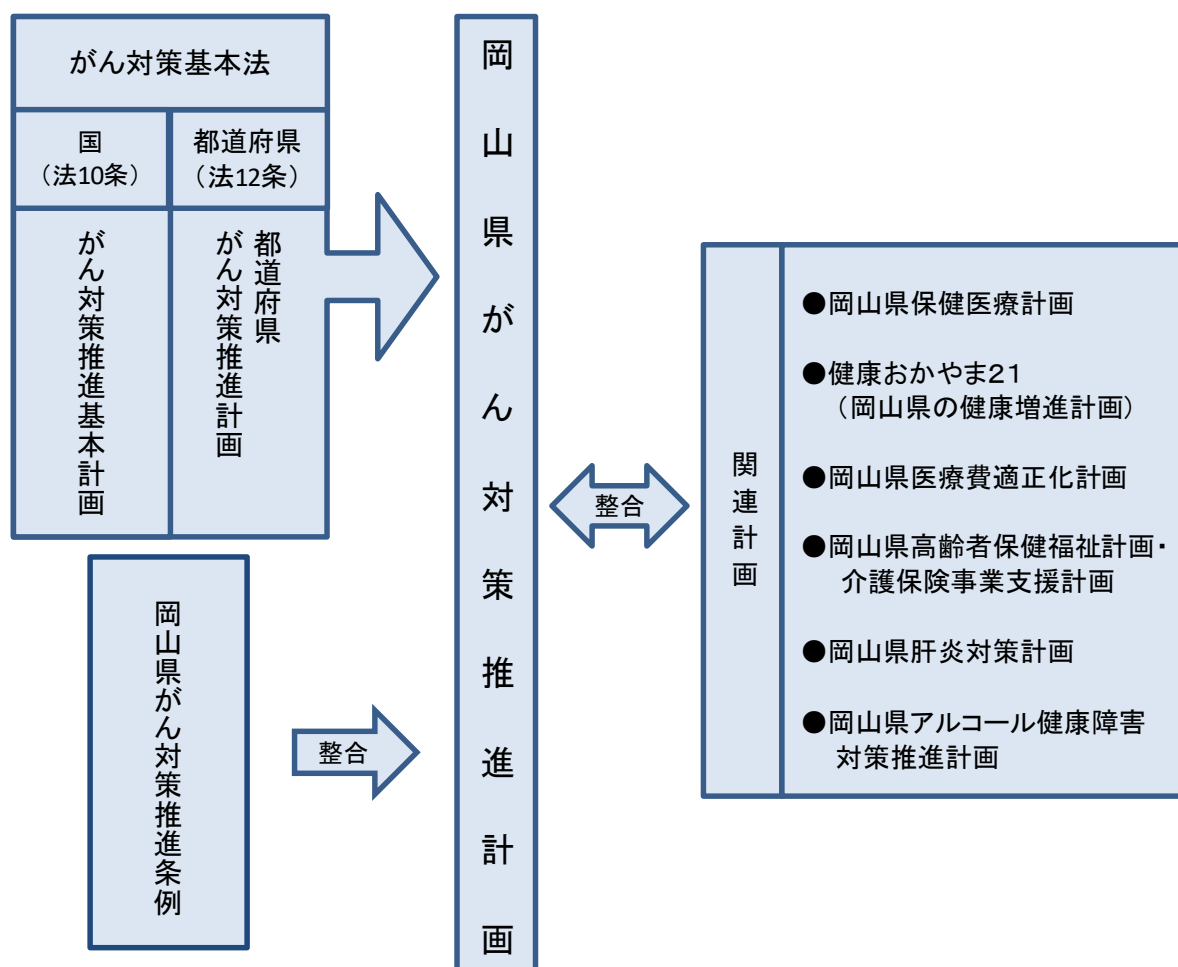 がん対策基本法
国
（法10条）
都道府県
（法12条）
がん対策推進基本計画
都道府県
がん対策推進計画
岡山県がん対策推進条例
整合
岡山県がん対策推進計画
整合
関連計画
●岡山県保健医療計画
●健康おかやま２１
（岡山県の健康増進計画）
●岡山県医療費適正化計画
●岡山県高齢者保健福祉計画・
介護保険事業支援計画
●岡山県肝炎対策計画
●岡山県アルコール健康障害
対策推進計画